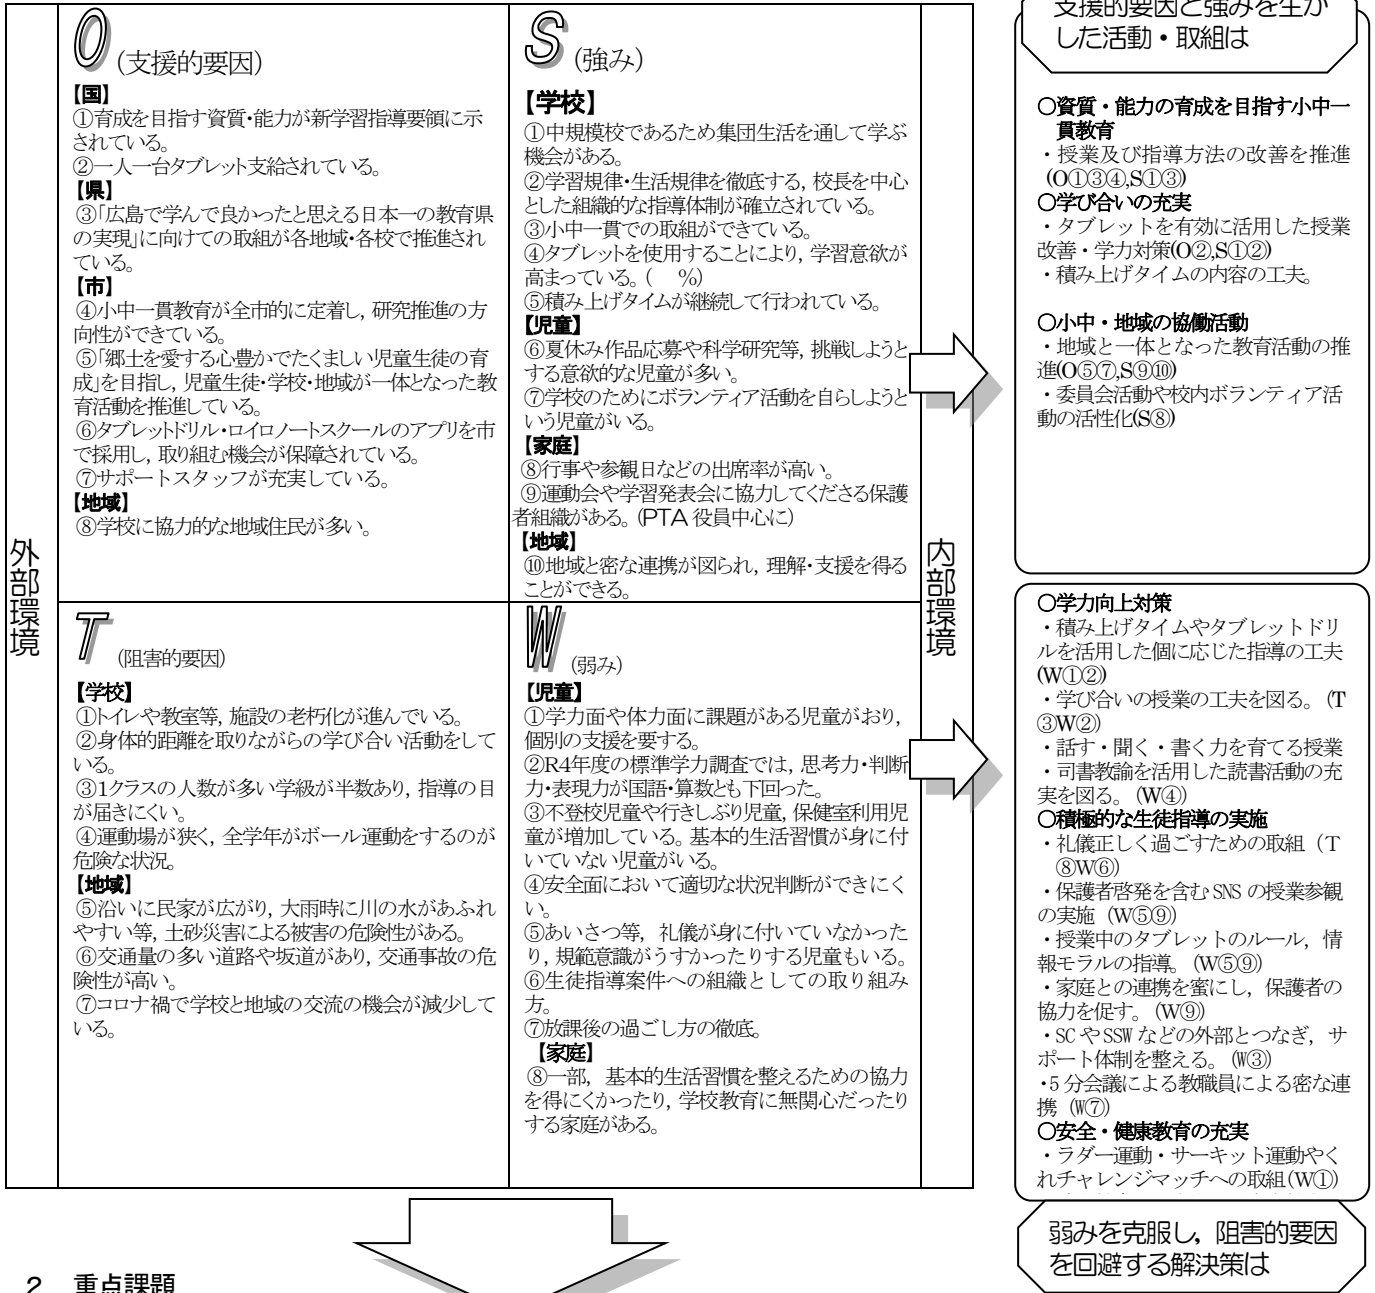 外部環境
O (支援的要因)
【国】
①育成を目指す資質・能力が新学習指導要領に示
されている。
②一人一台タブレット支給されている。
【県】
③「広島で学んで良かったと思える日本一の教育県
の実現」に向けての取組が各地域・各校で推進され
ている。
【市】
④小中一貫教育が全市的に定着し，研究推進の方
向性ができている。
⑤「郷土を愛する心豊かでたくましい児童生徒の育
成」を目指し，児童生徒・学校・地域が一体となった教
育活動を推進している。
⑥タブレットドリル・ロイロノートスクールのアプリを市
で採用し，取り組む機会が保障されている。
⑦サポートスタッフが充実している。
【地域】
⑧学校に協力的な地域住民が多い。
S (強み)
【学校】
①中規模校であるため集団生活を通して学ぶ
機会がある。
②学習規律・生活規律を徹底する，校長を中心
とした組織的な指導体制が確立されている。
③小中一貫での取組ができている。
④タブレットを使用することにより，学習意欲が
高まっている。(　%)
⑤積み上げタイムが継続して行われている。
【児童】
⑥夏休み作品応募や科学研究等，挑戦しようと
する意欲的な児童が多い。
⑦学校のためにボランティア活動を自らしようと
いう児童がいる。
【家庭】
⑧行事や参観日などの出席率が高い。
⑨運動会や学習発表会に協力してくださる保護
者組織がある。(PTA 役員中心に)
【地域】
⑩地域と密な連携が図られ，理解・支援を得る
ことができる。
内部環境
T (阻害的要因)
【学校】
①トイレや教室等，施設の老朽化が進んでいる。
②身体的距離を取りながらの学び合い活動をして
いる。
③1クラスの人数が多い学級が半数あり，指導の目
が届きにくい。
④運動場が狭く，全学年がボール運動をするのが
危険な状況。
【地域】
⑤沿いに民家が広がり，大雨時に川の水があふれ
やすい等，土砂災害による被害の危険性がある。
⑥交通量の多い道路や坂道があり，交通事故の危
険性が高い。
⑦コロナ禍で学校と地域の交流の機会が減少して
いる。
W (弱み)
【児童】
①学力面や体力面に課題がある児童がおり，
個別の支援を要する。
②R4年度の標準学力調査では，思考力・判断
力・表現力が国語・算数とも下回った。
③不登校児童や行きしぶり児童，保健室利用児
童が増加している。基本的生活習慣が身に付
いていない児童がいる。
④安全面において適切な状況判断ができにく
い。
⑤あいさつ等，礼儀が身に付いていなかった
り，規範意識がうすかったりする児童もいる。
⑥生徒指導案件への組織としての取り組み
方。
⑦放課後の過ごし方の徹底。
【家庭】
⑧一部，基本的生活習慣を整えるための協力
を得にくかったり，学校教育に無関心だったり
する家庭がある。
支援的要因と強みを生か
した活動・取組は
〇資質・能力の育成を目指す小中一
貫教育
・授業及び指導方法の改善を推進
(O①③④,S①③)
〇学び合いの充実
・タブレットを有効に活用した授業
改善・学力対策(O②,S①②)
・積み上げタイムの内容の工夫。
〇小中・地域の協働活動
・地域と一体となった教育活動の推
進(O⑤⑦,S⑨⑩)
・委員会活動や校内ボランティア活
動の活性化(S⑧)
〇学力向上対策
・積み上げタイムやタブレットドリ
ルを活用した個に応じた指導の工夫
(W①②)
・学び合いの授業の工夫を図る。(T
③W②)
・話す・聞く・書く力を育てる授業
・司書教諭を活用した読書活動の充
実を図る。(W④)
〇積極的な生徒指導の実施
・礼儀正しく過ごすための取組（T
⑧W⑥）
・保護者啓発を含む SNS の授業参観
の実施（W⑤⑨）
・授業中のタブレットのルール，情
報モラルの指導。(W⑤⑨)
・家庭との連携を蜜にし，保護者の
協力を促す。(W⑨)
・SC や SSW などの外部とつなぎ，サ
ポート体制を整える。(W③)
・5 分会議による教職員による密な連
携（W⑦）
〇安全・健康教育の充実
・ラダー運動・サーキット運動やく
れチャレンジマッチへの取組(W①)
弱みを克服し，阻害的要因
を回避する解決策は
２　重点課題